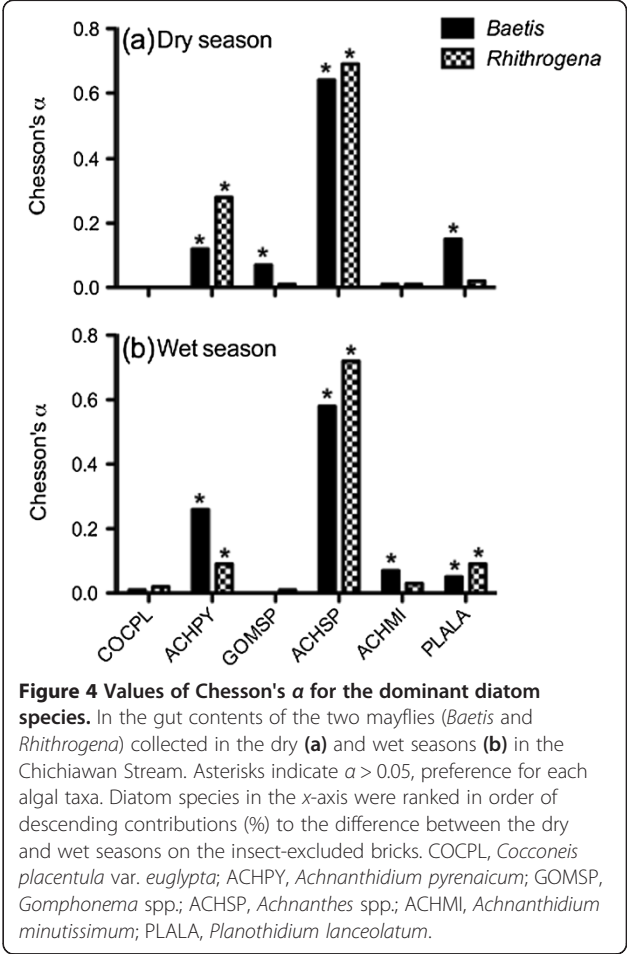 (a) Dry season
Baetis
Rhithrogena
Chesson's α
0.8
0.6
0.4
0.2
0.0
* * * * * *
(b) Wet season
Chesson's α
0.8
0.6
0.4
0.2
0.0
* * * * * * *
COCPL
ACHPY
GOMSP
ACHSP
ACHMI
PLALA
Figure 4 Values of Chesson's α for the dominant diatom
species. In the gut contents of the two mayflies (Baetis and
Rhithrogena) collected in the dry (a) and wet seasons (b) in the
Chichiawan Stream. Asterisks indicate α > 0.05, preference for each
algal taxa. Diatom species in the x-axis were ranked in order of
descending contributions (%) to the difference between the dry
and wet seasons on the insect-excluded bricks. COCPL, Cocconeis
placentula var. euglypta; ACHPY, Achnanthidium pyrenaicum; GOMSP,
Gomphonema spp.; ACHSP, Achnanthes spp.; ACHMI, Achnanthidium
minutissimum; PLALA, Planothidium lanceolatum.